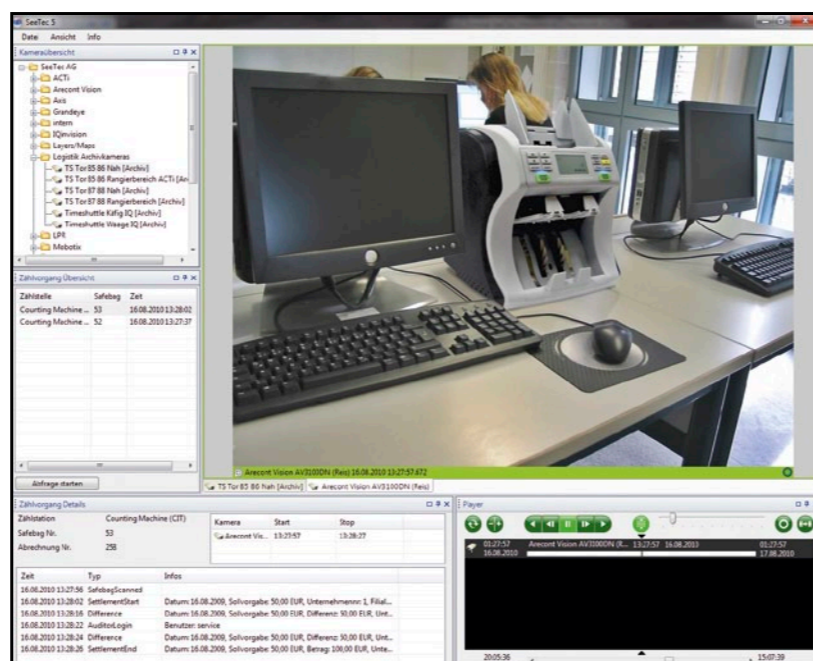 SeeTec 5
Datei Ansicht Info
Kameraübersicht
SeeTec AG
ACTi
Arecont Vision
Axis
Grandeye
intern
IQinvision
Layers/Maps
Logistik Archivkameras
TS Tor 85 86 Nah [Archiv]
TS Tor 85 86 Rangierbereich ACTi [Arc
TS Tor 87 88 Nah [Archiv]
TS Tor 87 88 Rangierbereich [Archiv]
Timeshuttle Käfig IQ [Archiv]
Timeshuttle Waage IQ [Archiv]
LPR
Mobotix
Zählvorgang Übersicht
Zählstelle Safebag Zeit
Counting Machine ... 53 16.08.2010 13:28:02
Counting Machine ... 52 16.08.2010 13:27:37
Abfrage starten
Arecont Vision AV3100DN (Reis) 16.08.2010 13:27:57.672
TS Tor 85 86 Nah [Archiv] Arecont Vision AV3100DN (Reis)
Zählvorgang Details
Zählstation Counting Machine (CIT)
Safebag Nr. 53
Abrechnung Nr. 258
Kamera Start Stop
Arecont Vis... 13:27:57 13:28:27
Zeit Typ Infos
16.08.2010 13:27:56 SafebagScanned
16.08.2010 13:28:02 SettlementStart Datum: 16.08.2009, Sollvorgabe: 50,00 EUR, Unternehmennr: 1, Filial...
16.08.2010 13:28:16 Difference Datum: 16.08.2009, Sollvorgabe: 50,00 EUR, Differenz: 50,00 EUR, Unt...
16.08.2010 13:28:22 AuditorLogin Benutzer: service
16.08.2010 13:28:24 Difference Datum: 16.08.2009, Sollvorgabe: 50,00 EUR, Differenz: 50,00 EUR, Unt...
16.08.2010 13:28:26 SettlementEnd Datum: 16.08.2009, Sollvorgabe: 50,00 EUR, Betrag: 100,00 EUR, Unte...
Player
01:27:57 Arecont Vision AV3100DN (R... 13:27:57 16.08.2010 01:27:57
16.08.2010 17.08.2010
20:05:36 15:07:39